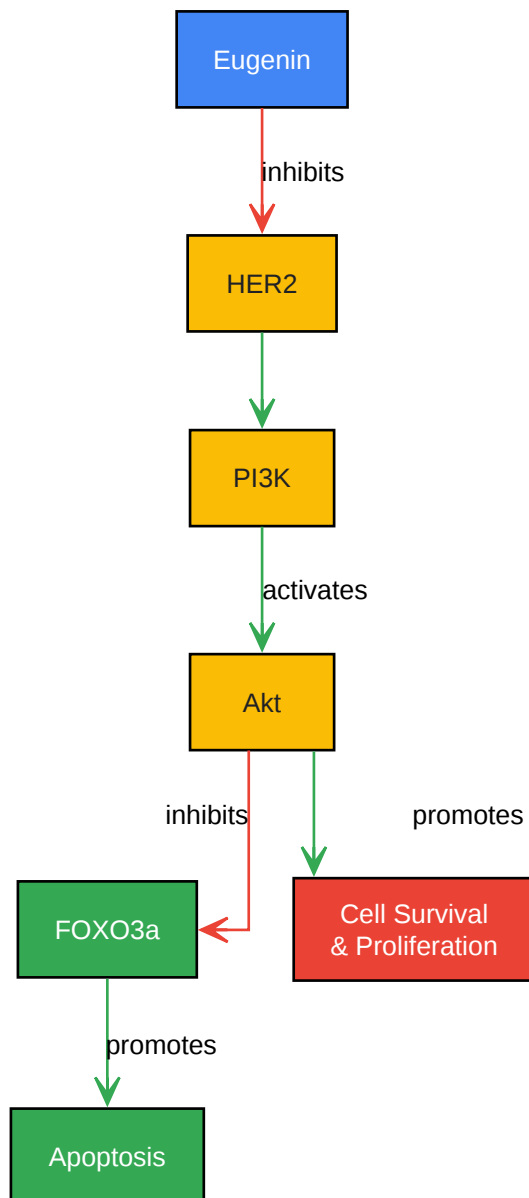 Eugenin
inhibits
HER2
PI3K
activates
Akt
inhibits
promotes
FOXO3a
Cell Survival
& Proliferation
promotes
Apoptosis